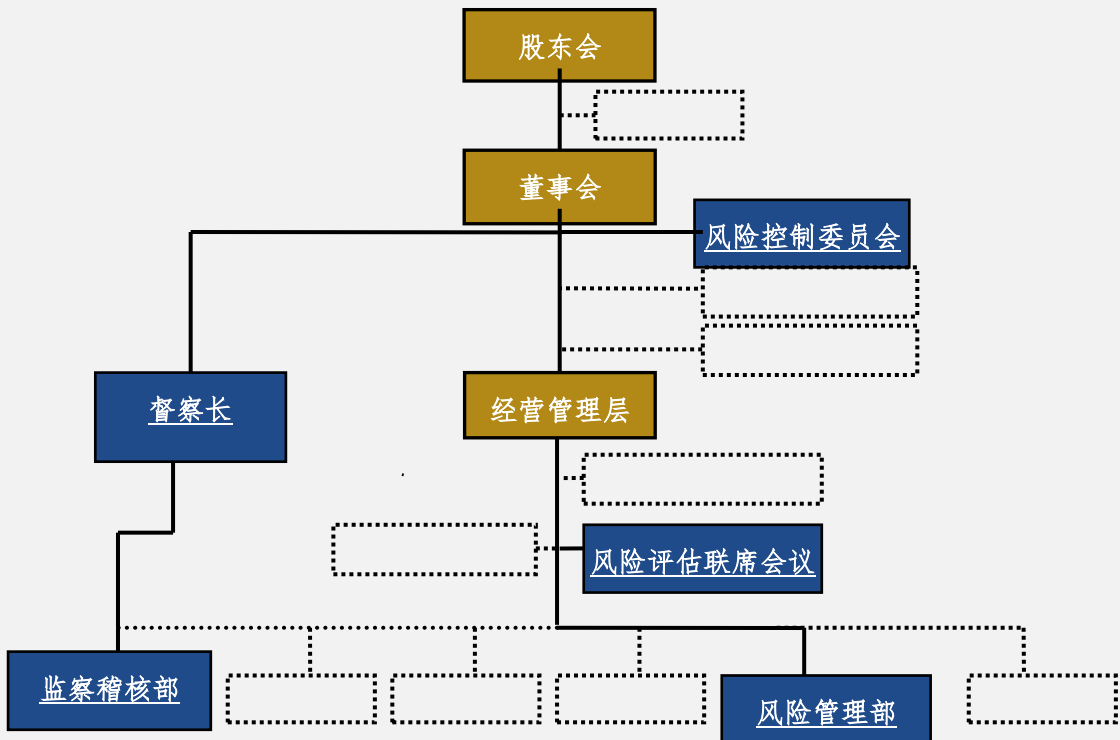 股东会
董事会
风险控制委员会
督察长
经营管理层
风险评估联席会议
监察稽核部
风险管理部